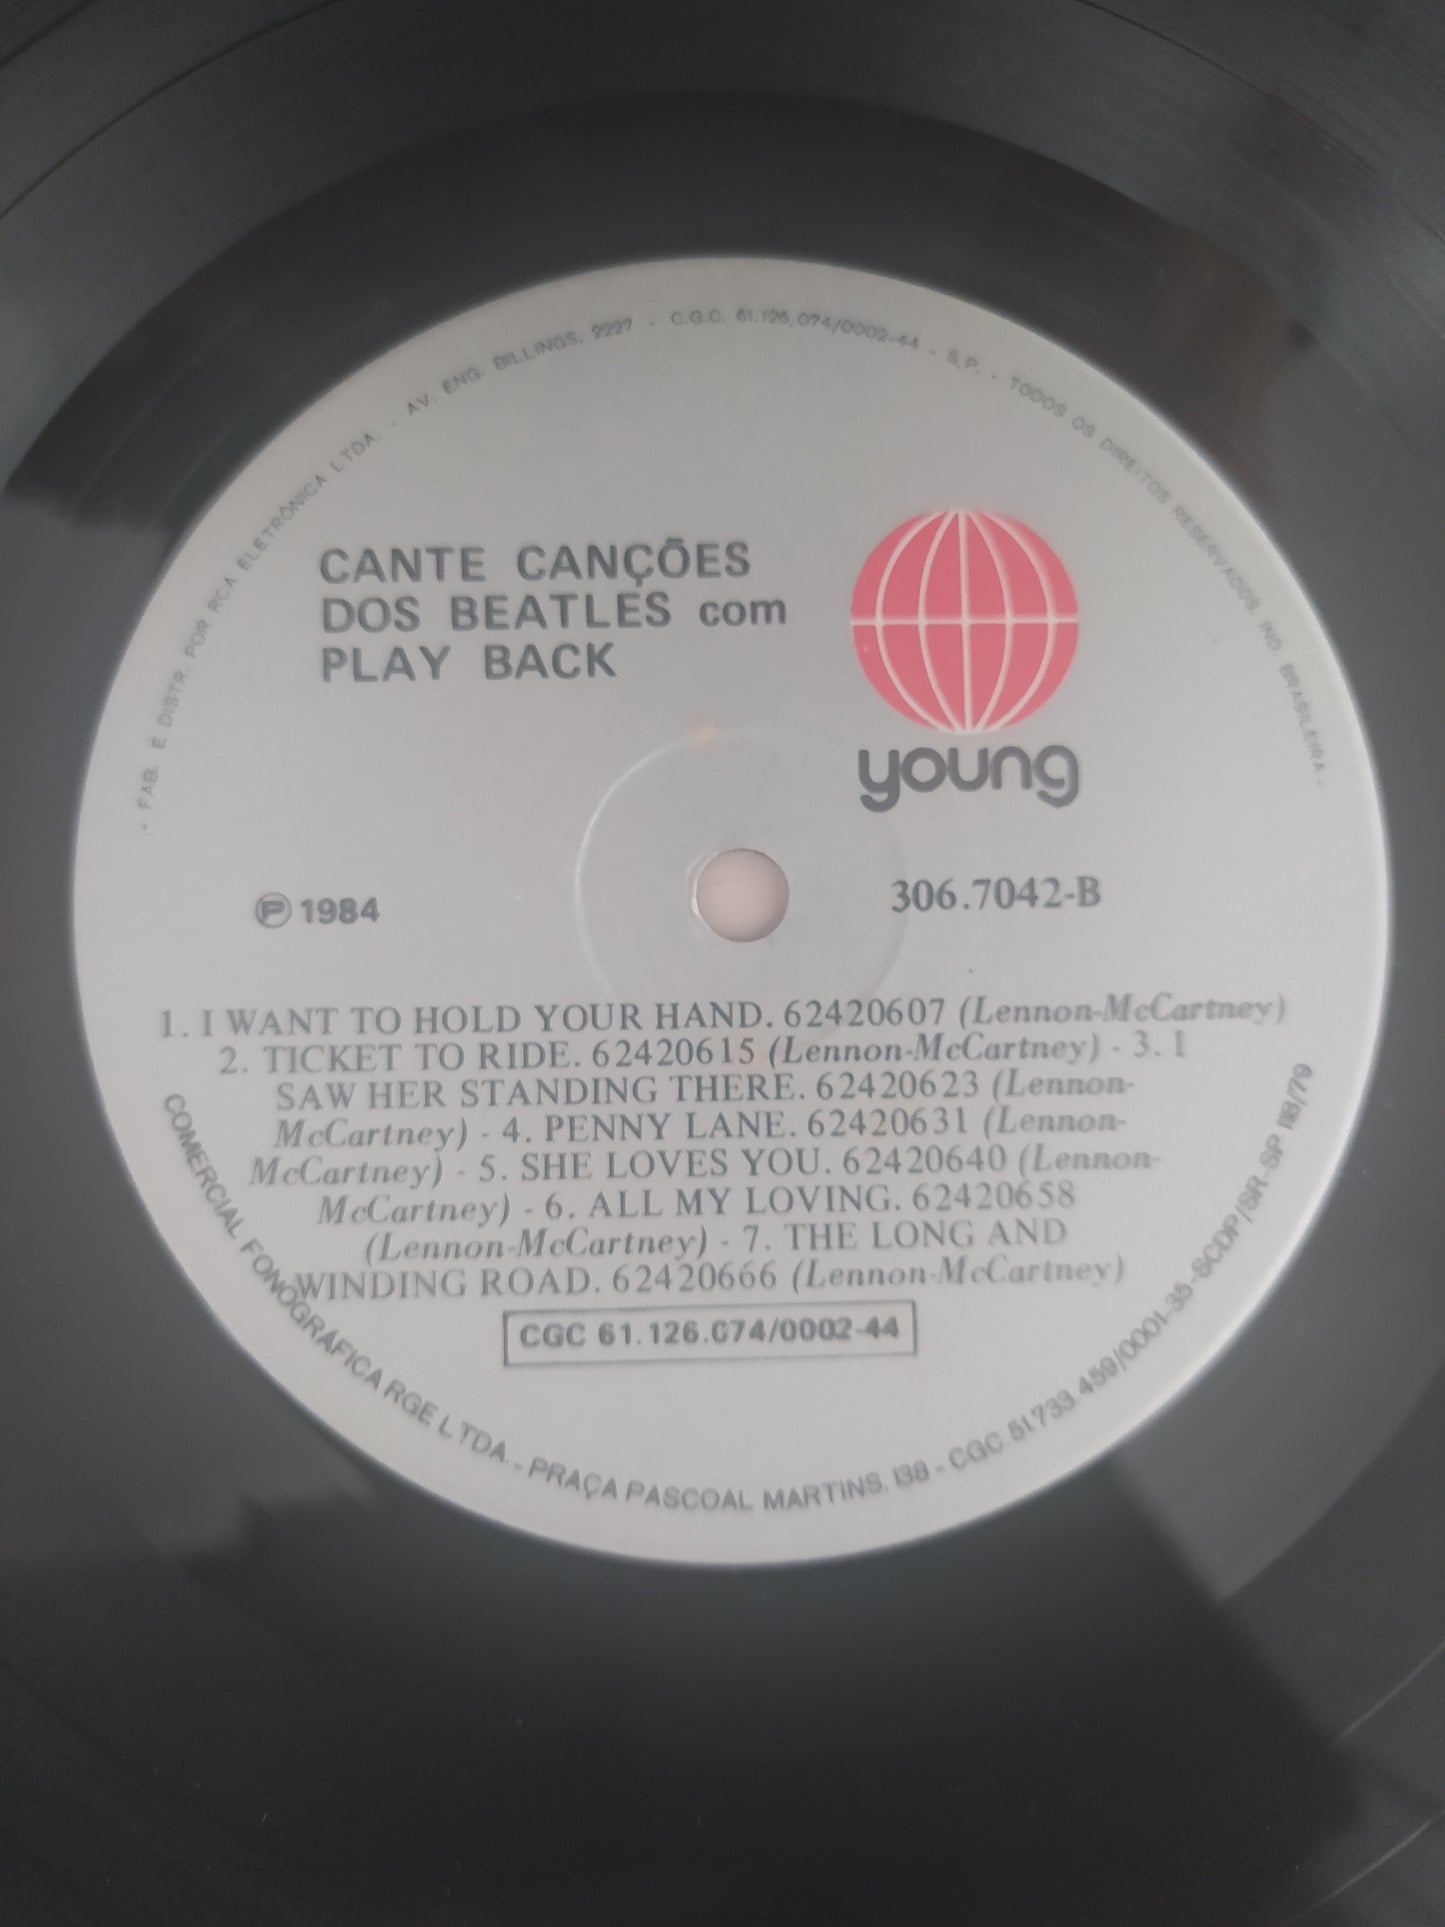 - FAB. E DISTR. POR RCA ELETRÔNICA LTDA. - AV. ENG. BILLINGS, 2227 - C.G.C. 61.126.074/0002-44 - S.P. - TODOS OS DIREITOS RESERVADOS. IND. BRASILEIRA -
CANTE CANÇÕES
DOS BEATLES com
PLAY BACK
young
℗ 1984
306.7042-B
1. I WANT TO HOLD YOUR HAND. 62420607 (Lennon-McCartney)
2. TICKET TO RIDE. 62420615 (Lennon-McCartney) - 3. I
SAW HER STANDING THERE. 62420623 (Lennon-
McCartney) - 4. PENNY LANE. 62420631 (Lennon-
McCartney) - 5. SHE LOVES YOU. 62420640 (Lennon-
McCartney) - 6. ALL MY LOVING. 62420658
(Lennon-McCartney) - 7. THE LONG AND
WINDING ROAD. 62420666 (Lennon-McCartney)
CGC 61.126.074/0002-44
COMERCIAL FONOGRÁFICA RGE LTDA. - PRAÇA PASCOAL MARTINS, 138 - CGC 51.733.459/0001-35 - SCDP/SR-SP 118/79